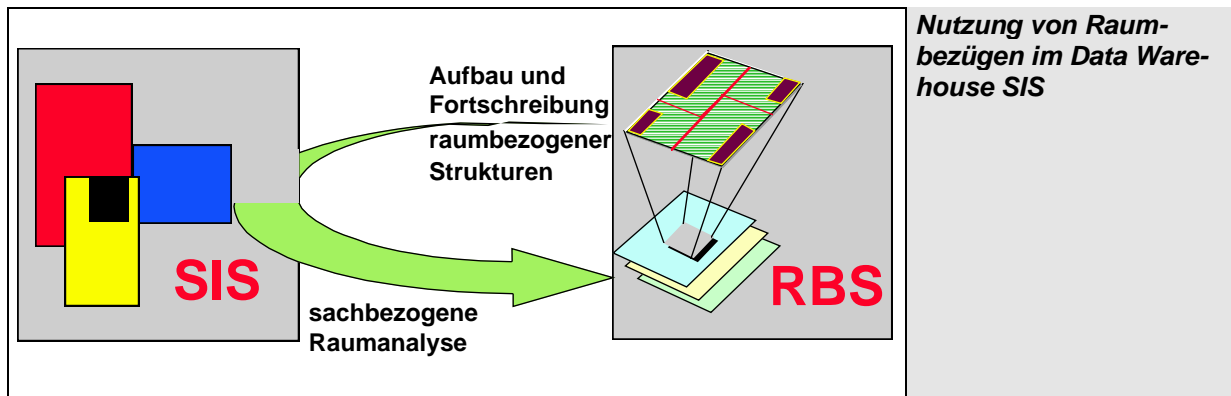 Aufbau und
Fortschreibung
raumbezogener
Strukturen
SIS
RBS
sachbezogene
Raumanalyse
Nutzung von Raum-
bezügen im Data Ware-
house SIS